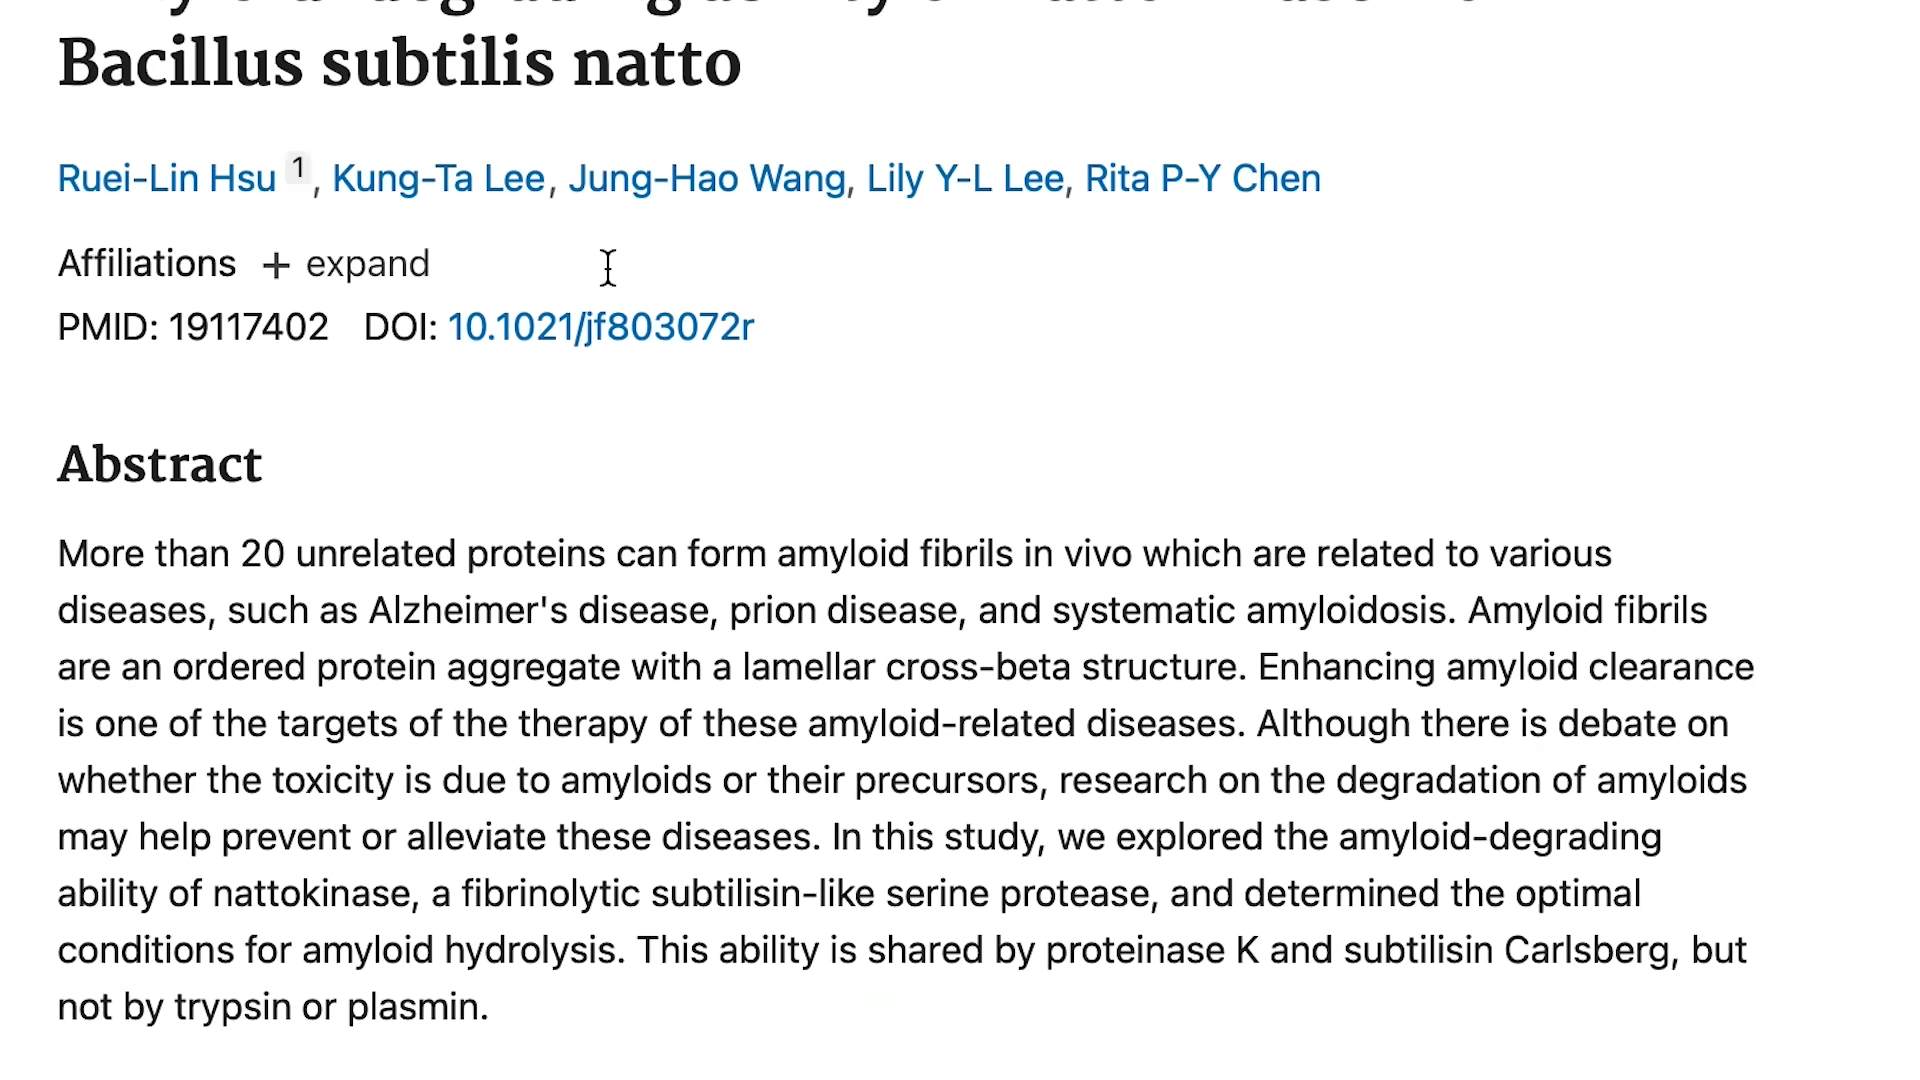 Bacillus subtilis natto
Ruei-Lin Hsu 1, Kung-Ta Lee, Jung-Hao Wang, Lily Y-L Lee, Rita P-Y Chen
Affiliations + expand
PMID: 19117402 DOI: 10.1021/jf803072r
Abstract
More than 20 unrelated proteins can form amyloid fibrils in vivo which are related to various
diseases, such as Alzheimer's disease, prion disease, and systematic amyloidosis. Amyloid fibrils
are an ordered protein aggregate with a lamellar cross-beta structure. Enhancing amyloid clearance
is one of the targets of the therapy of these amyloid-related diseases. Although there is debate on
whether the toxicity is due to amyloids or their precursors, research on the degradation of amyloids
may help prevent or alleviate these diseases. In this study, we explored the amyloid-degrading
ability of nattokinase, a fibrinolytic subtilisin-like serine protease, and determined the optimal
conditions for amyloid hydrolysis. This ability is shared by proteinase K and subtilisin Carlsberg, but
not by trypsin or plasmin.